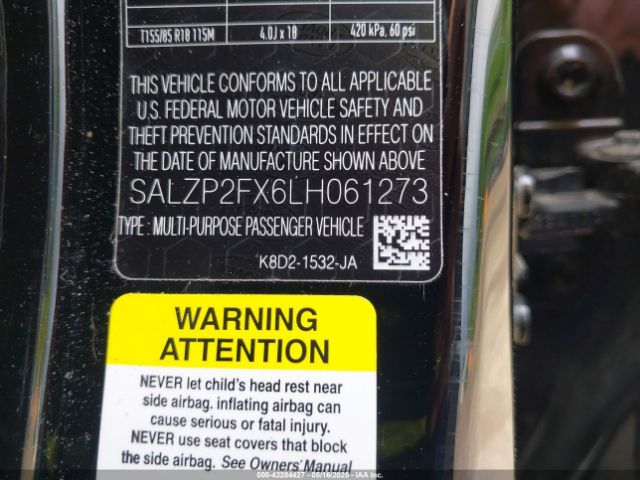 T155/85 R18 115M 4.0J x 18 420 kPa, 60 psi
THIS VEHICLE CONFORMS TO ALL APPLICABLE
U.S. FEDERAL MOTOR VEHICLE SAFETY AND
THEFT PREVENTION STANDARDS IN EFFECT ON
THE DATE OF MANUFACTURE SHOWN ABOVE
SALZP2FX6LH061273
TYPE : MULTI-PURPOSE PASSENGER VEHICLE
K8D2-1532-JA
WARNING
ATTENTION
NEVER let child's head rest near
side airbag. inflating airbag can
cause serious or fatal injury.
NEVER use seat covers that block
the side airbag. See Owners' Manual
000-42284427 - 05/16/2025 - IAA Inc.